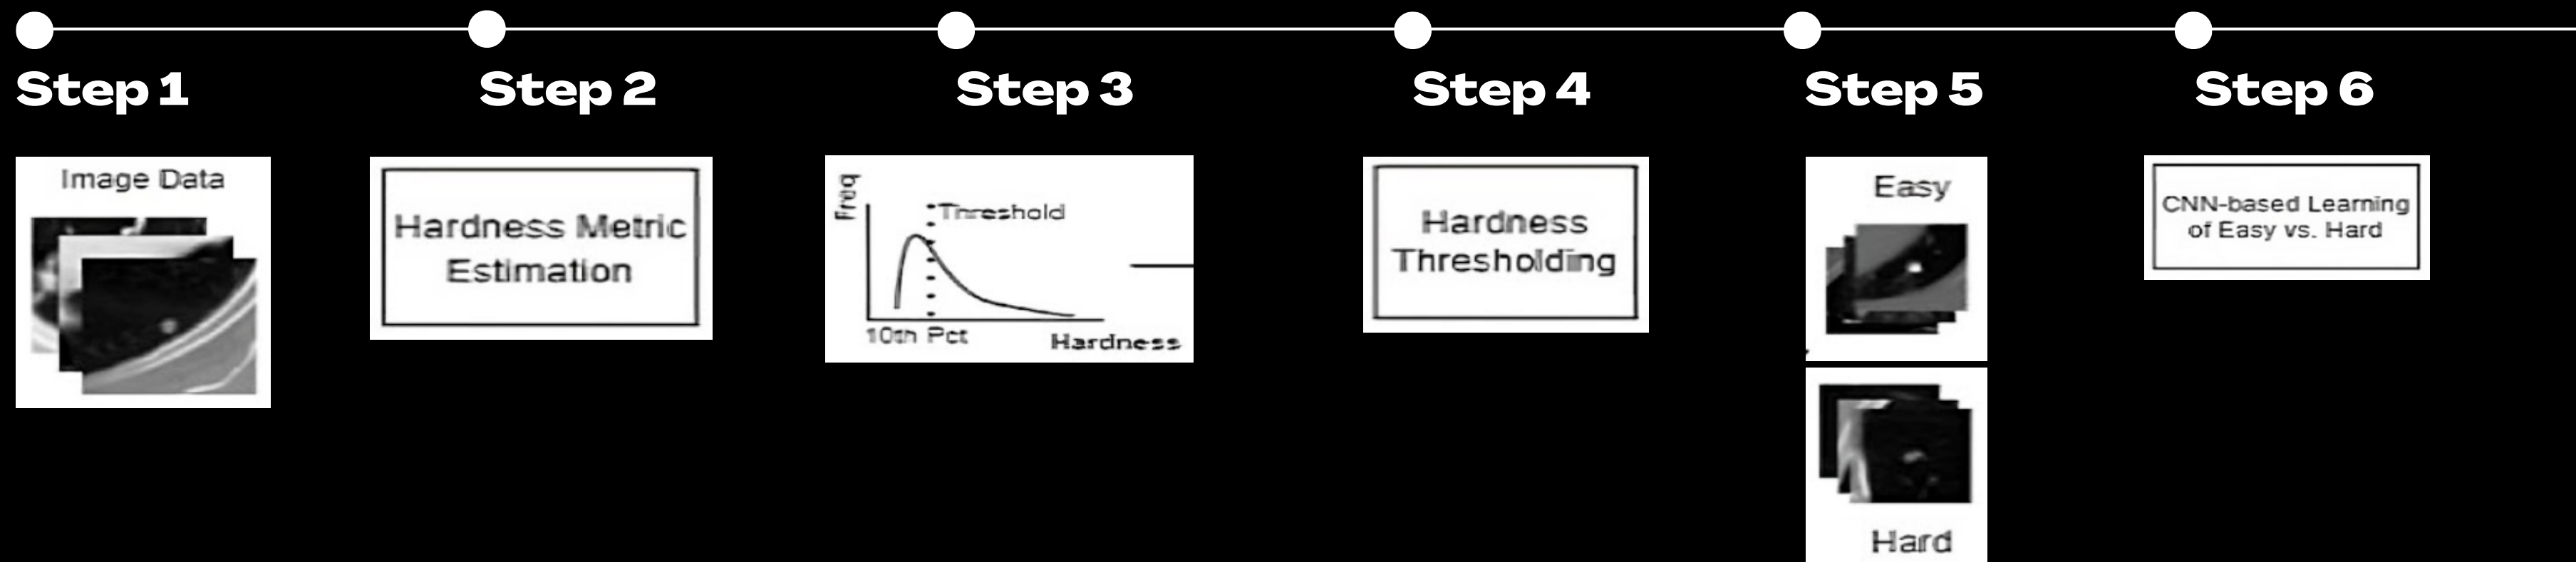 Step 1
Step 2
Step 3
Step 4
Step 5
Step 6
Image Data
Hardness Metric
Estimation
Freq
Threshold
10th Pct
Hardness
Hardness
Thresholding
Easy
Hard
CNN-based Learning
of Easy vs. Hard